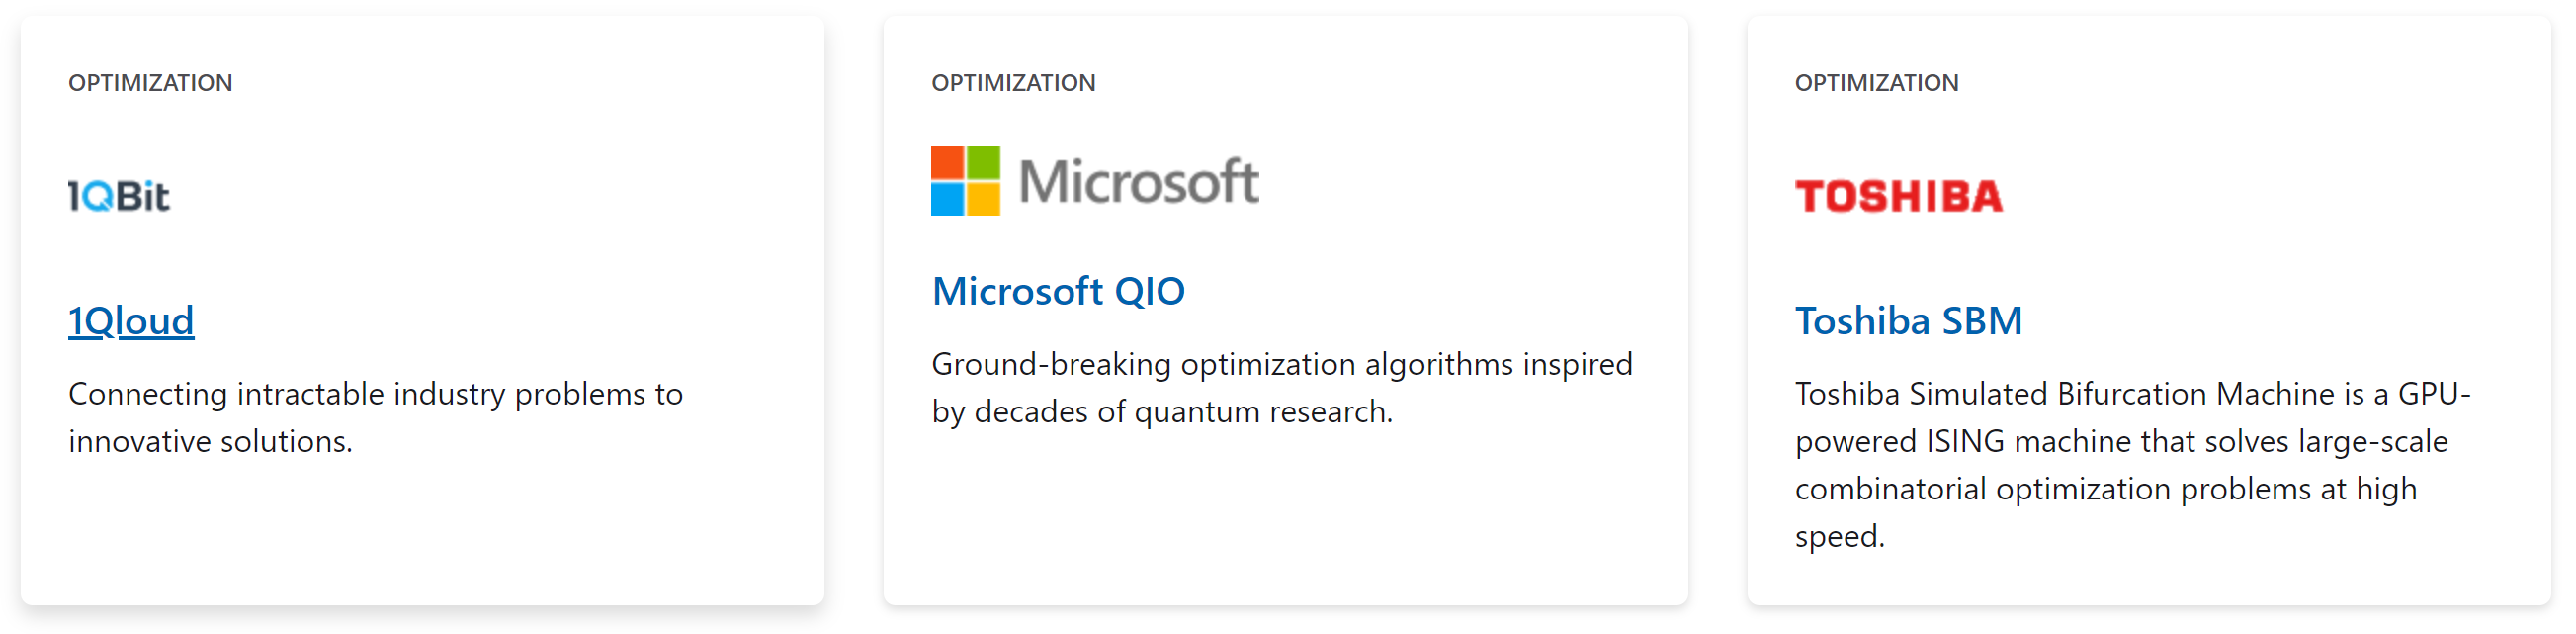 OPTIMIZATION
1QBit
1Qloud
Connecting intractable industry problems to
innovative solutions.
OPTIMIZATION
Microsoft
Microsoft QIO
Ground-breaking optimization algorithms inspired
by decades of quantum research.
OPTIMIZATION
TOSHIBA
Toshiba SBM
Toshiba Simulated Bifurcation Machine is a GPU-
powered ISING machine that solves large-scale
combinatorial optimization problems at high
speed.